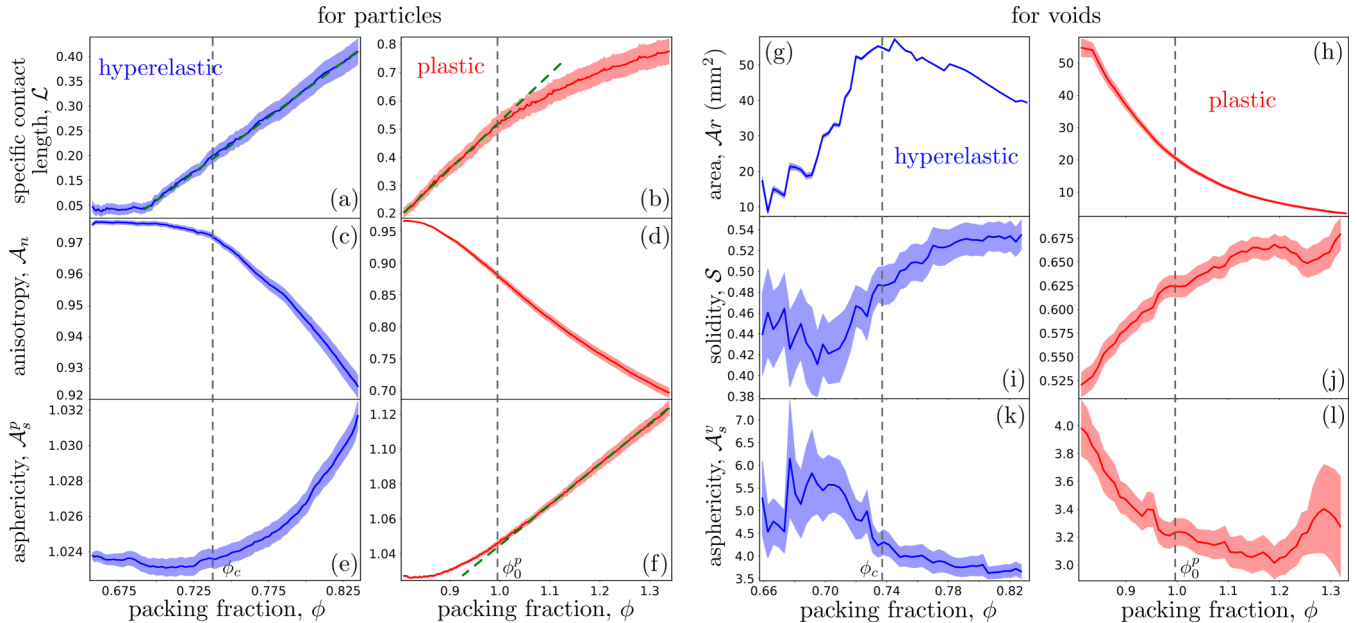 for particles
for voids
specific contact
length, ℒ
0.40
0.35
0.30
0.25
0.20
0.15
0.10
0.05
hyperelastic
(a)
0.8
0.7
0.6
0.5
0.4
0.3
0.2
plastic
(b)
anisotropy, 𝒜ₙ
0.97
0.96
0.95
0.94
0.93
0.92
(c)
0.95
0.90
0.85
0.80
0.75
0.70
(d)
asphericity, 𝒜ₛᵖ
1.032
1.030
1.028
1.026
1.024
ϕ_c
(e)
1.12
1.10
1.08
1.06
1.04
ϕ₀ᵖ
(f)
0.675 0.725 0.775 0.825
packing fraction, ϕ
0.9 1.0 1.1 1.2 1.3
packing fraction, ϕ
area, 𝒜r (mm²)
50
40
30
20
10
(g)
hyperelastic
50
40
30
20
10
(h)
plastic
solidity, 𝒮
0.54
0.52
0.50
0.48
0.46
0.44
0.42
0.40
0.38
(i)
0.675
0.650
0.625
0.600
0.575
0.550
0.525
(j)
asphericity, 𝒜ₛᵛ
7.0
6.5
6.0
5.5
5.0
4.5
4.0
3.5
ϕ_c
(k)
4.0
3.8
3.6
3.4
3.2
3.0
ϕ₀ᵖ
(l)
0.66 0.70 0.74 0.78 0.82
packing fraction, ϕ
0.9 1.0 1.1 1.2 1.3
packing fraction, ϕ